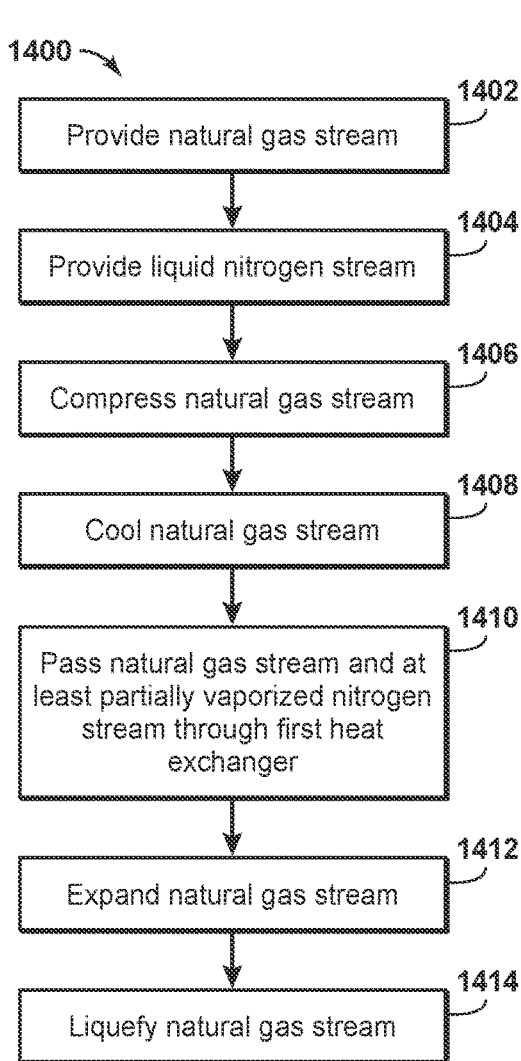 1400
1402
Provide natural gas stream
1404
Provide liquid nitrogen stream
1406
Compress natural gas stream
1408
Cool natural gas stream
1410
Pass natural gas stream and at
least partially vaporized nitrogen
stream through first heat
exchanger
1412
Expand natural gas stream
1414
Liquefy natural gas stream